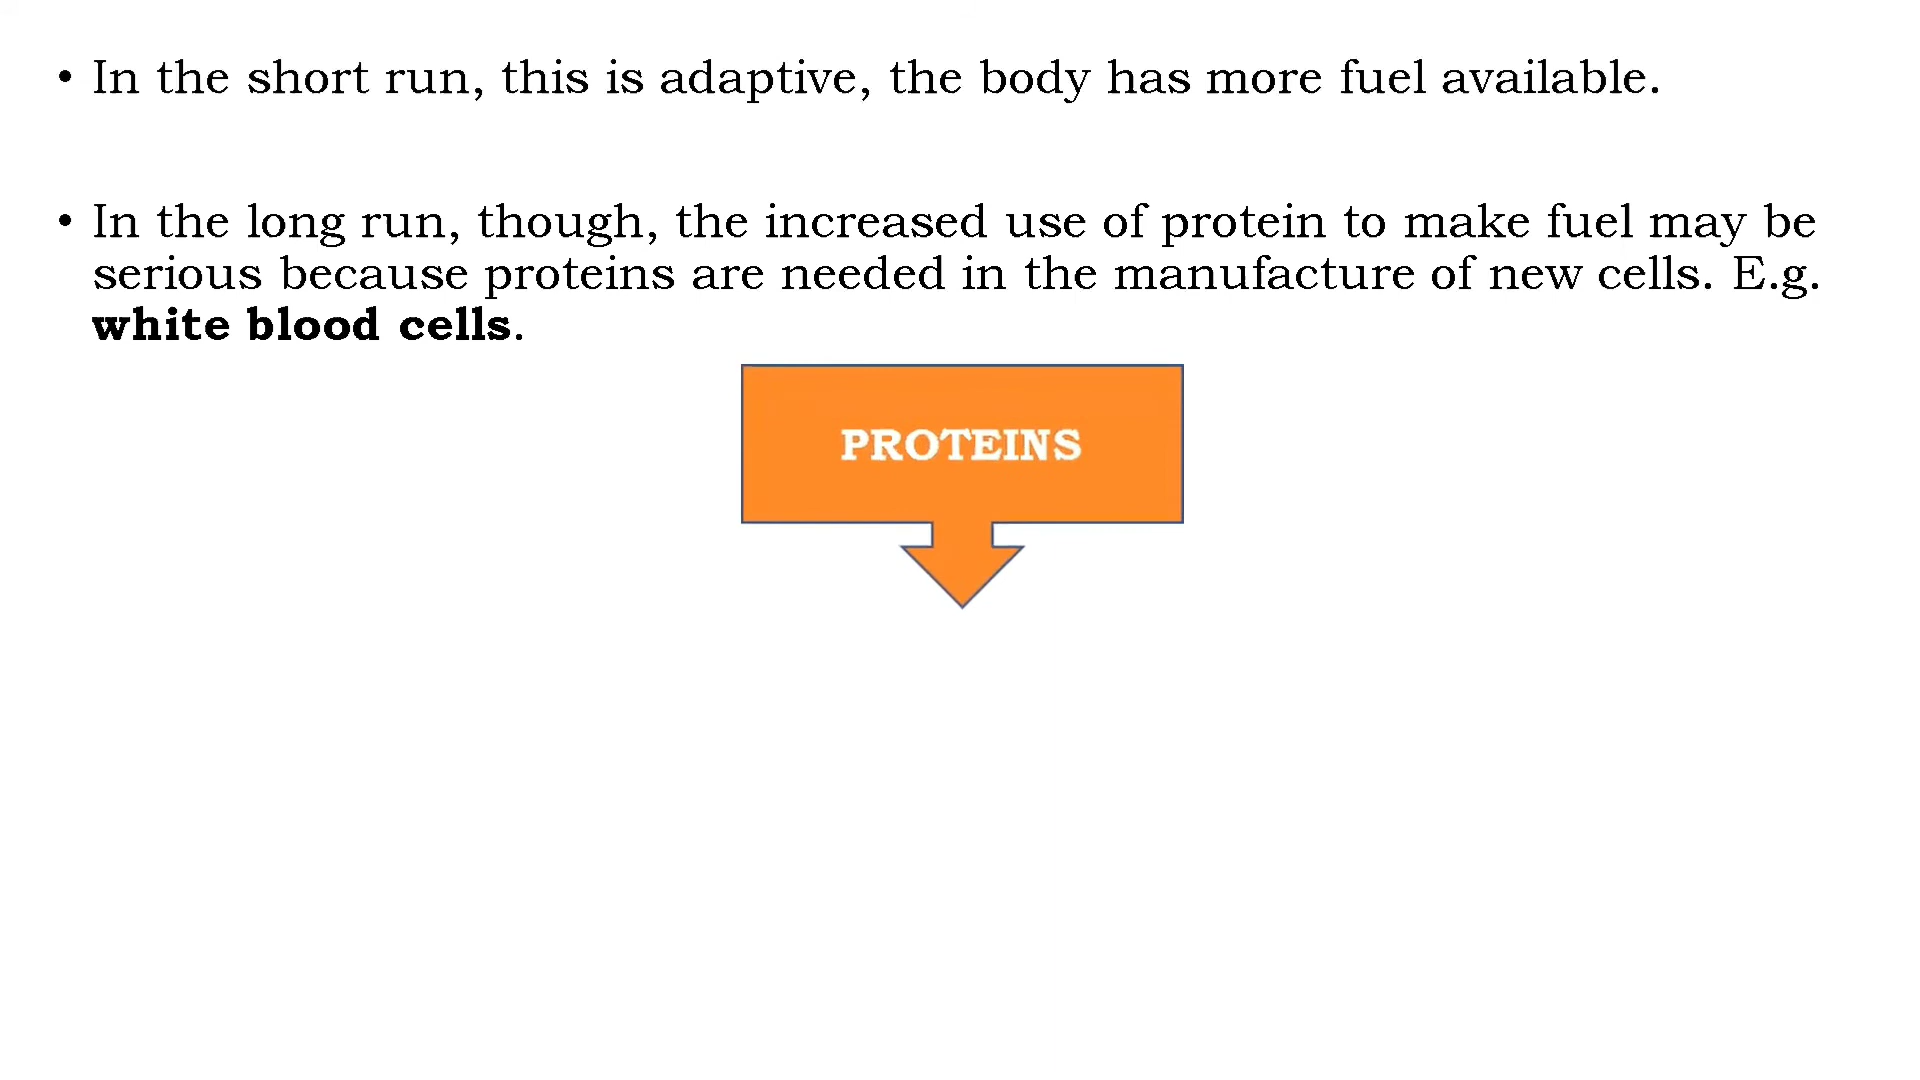 • In the short run, this is adaptive, the body has more fuel available.
• In the long run, though, the increased use of protein to make fuel may be
serious because proteins are needed in the manufacture of new cells. E.g.
white blood cells.
PROTEINS